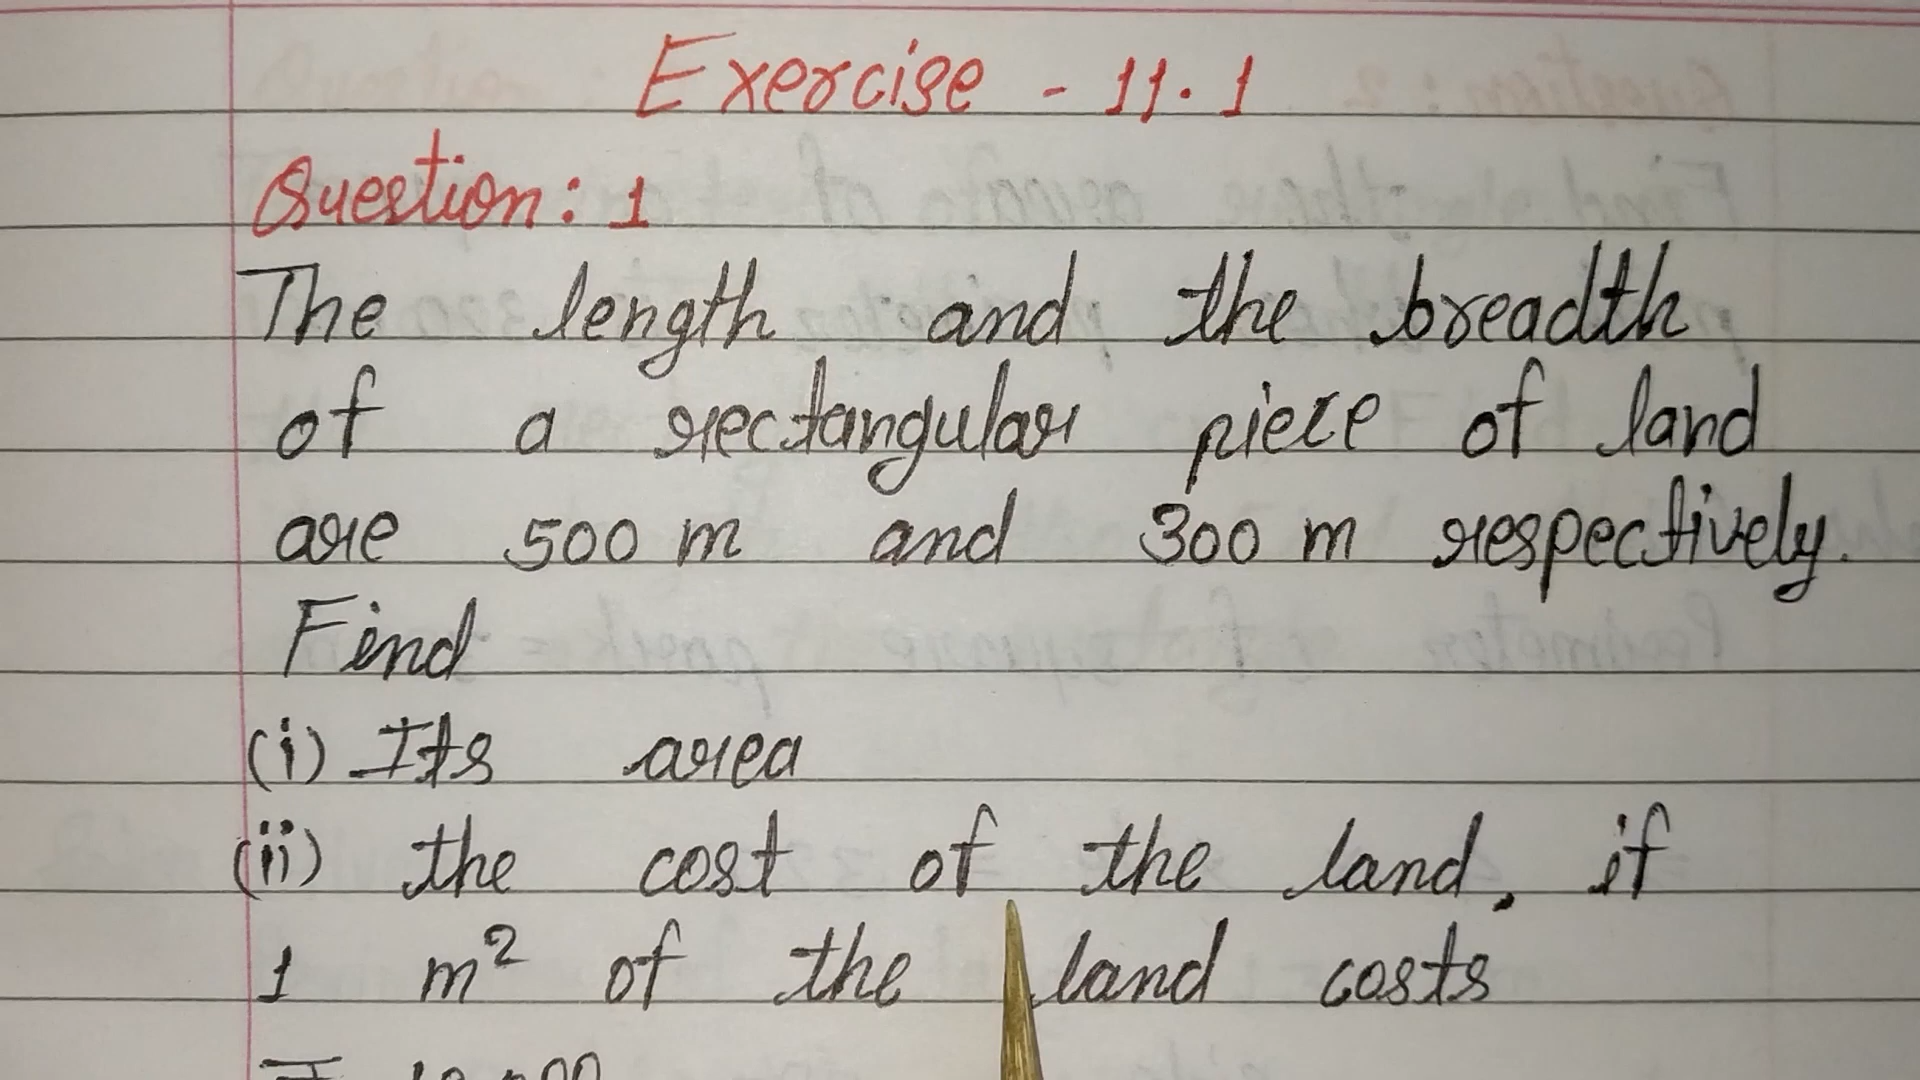 Exercise - 11.1
Question: 1
The length and the breadth
of a rectangular piece of land
are 500 m and 300 m respectively.
Find
(i) Its area
(ii) the cost of the land, if
1 m² of the land costs